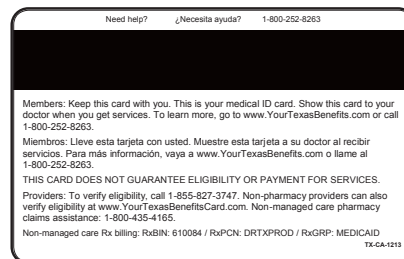 Need help? ¿Necesita ayuda? 1-800-252-8263
Members: Keep this card with you. This is your medical ID card. Show this card to your
doctor when you get services. To learn more, go to www.YourTexasBenefits.com or call
1-800-252-8263.
Miembros: Lleve esta tarjeta con usted. Muestre esta tarjeta a su doctor al recibir
servicios. Para más información, vaya a www.YourTexasBenefits.com o llame al
1-800-252-8263.
THIS CARD DOES NOT GUARANTEE ELIGIBILITY OR PAYMENT FOR SERVICES.
Providers: To verify eligibility, call 1-855-827-3747. Non-pharmacy providers can also
verify eligibility at www.YourTexasBenefitsCard.com. Non-managed care pharmacy
claims assistance: 1-800-435-4165.
Non-managed care Rx billing: RxBIN: 610084 / RxPCN: DRTXPROD / RxGRP: MEDICAID
TX-CA-1213